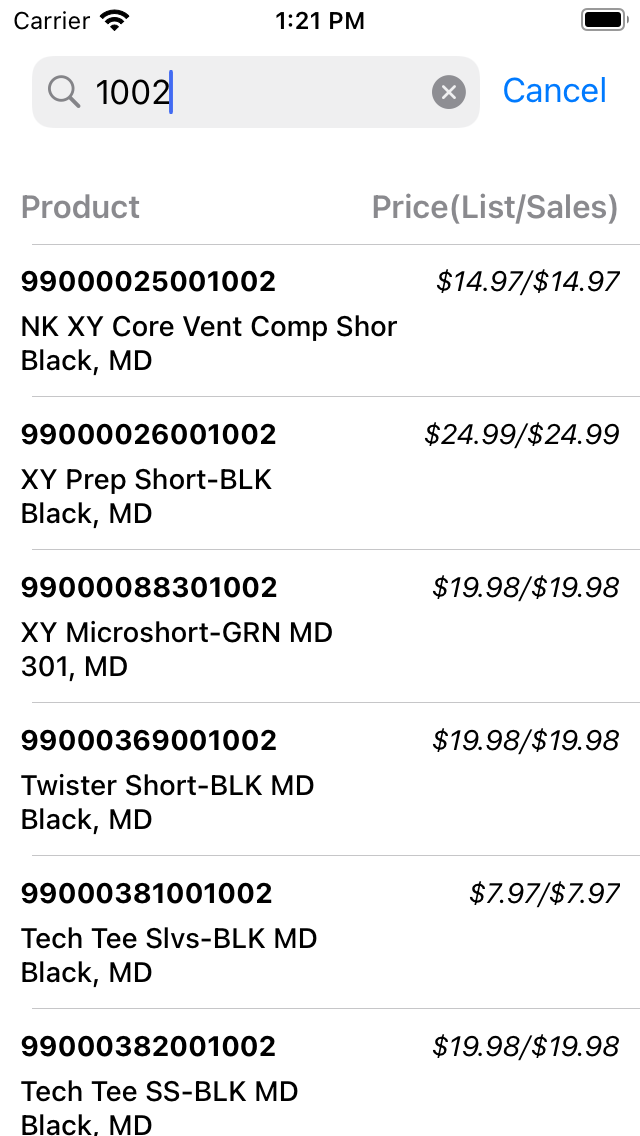 Carrier 1:21 PM
1002 Cancel
Product Price(List/Sales)
99000025001002 $14.97/$14.97
NK XY Core Vent Comp Shor
Black, MD
99000026001002 $24.99/$24.99
XY Prep Short-BLK
Black, MD
99000088301002 $19.98/$19.98
XY Microshort-GRN MD
301, MD
99000369001002 $19.98/$19.98
Twister Short-BLK MD
Black, MD
99000381001002 $7.97/$7.97
Tech Tee Slvs-BLK MD
Black, MD
99000382001002 $19.98/$19.98
Tech Tee SS-BLK MD
Black, MD